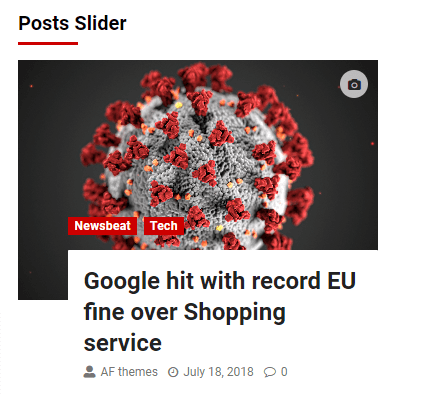 Posts Slider
Newsbeat Tech
Google hit with record EU
fine over Shopping
service
AF themes July 18, 2018 0